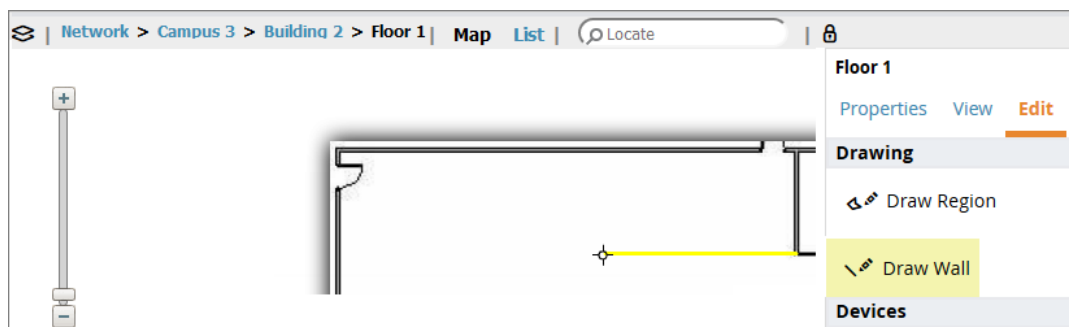 | Network > Campus 3 > Building 2 > Floor 1 | Map List | Locate |
Floor 1
Properties View Edit
Drawing
Draw Region
Draw Wall
Devices